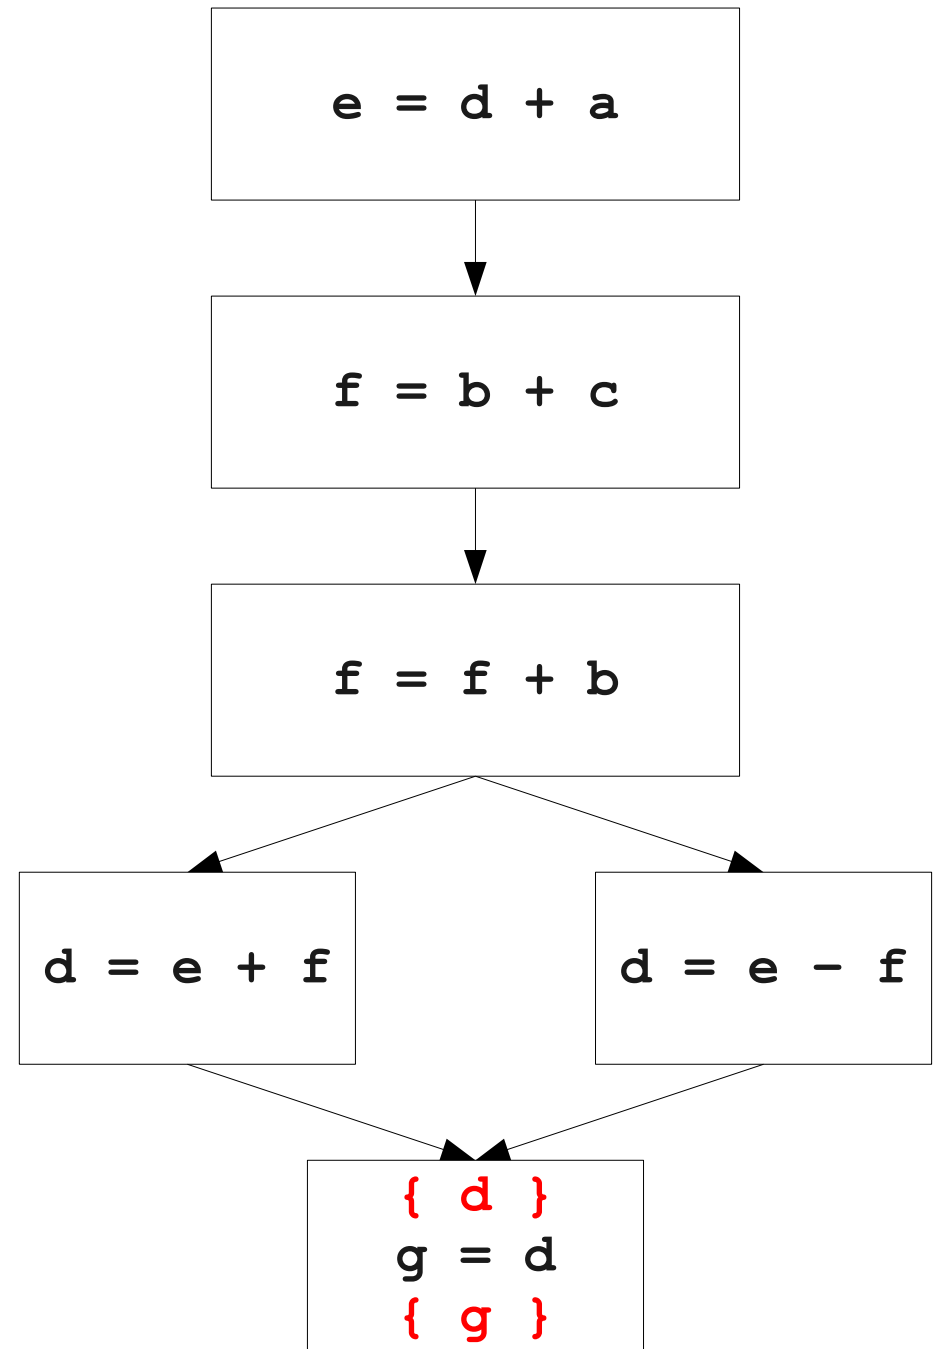 e = d + a
f = b + c
f = f + b
d = e + f
d = e - f
{ d }
g = d
{ g }